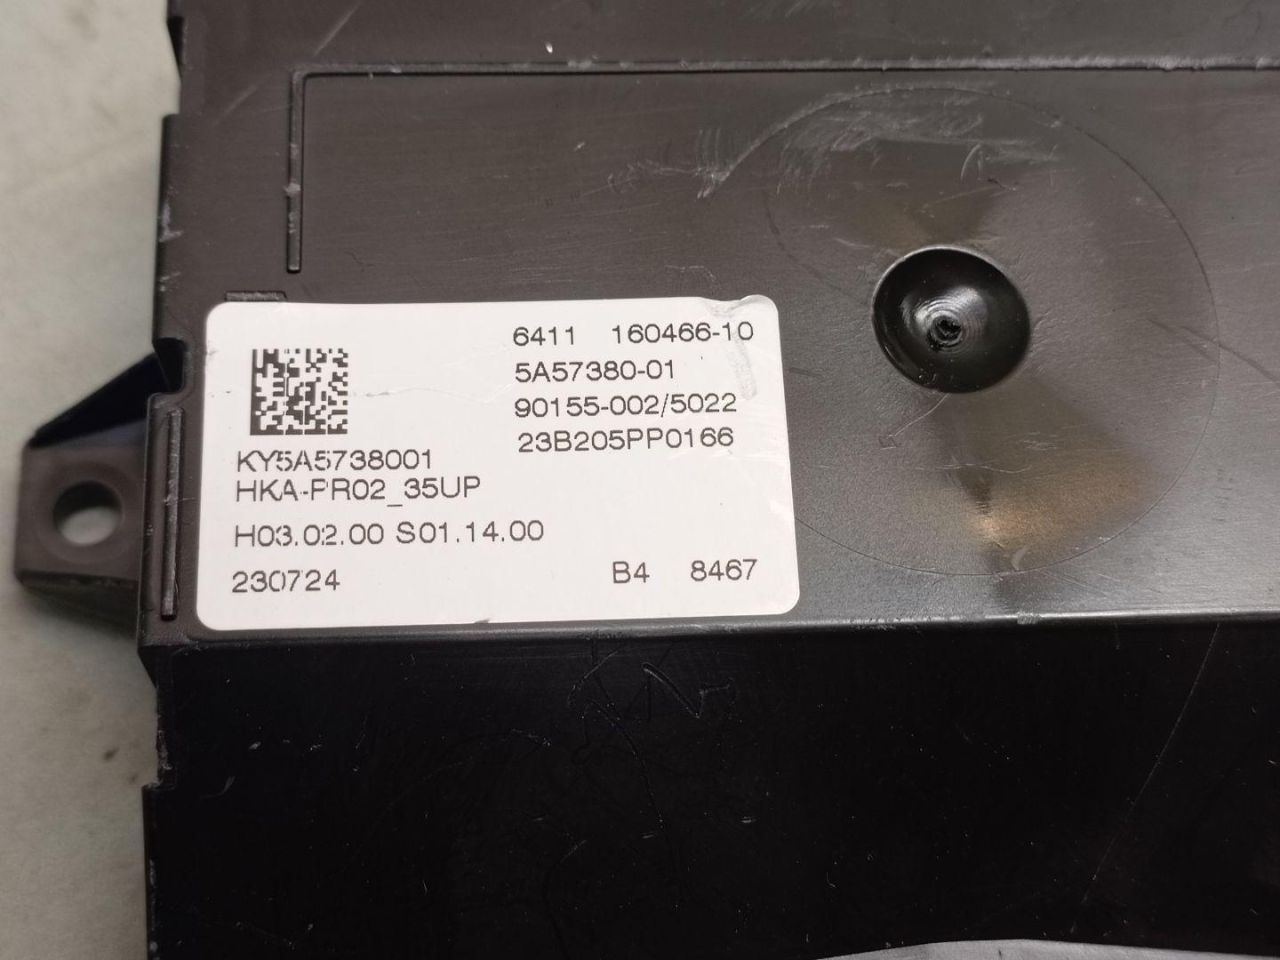 6411 160466-10
5A57380-01
90155-002/5022
23B205PP0166
KY5A5738001
HKA-PR02_35UP
H03.02.00 S01.14.00
230724 B4 8467